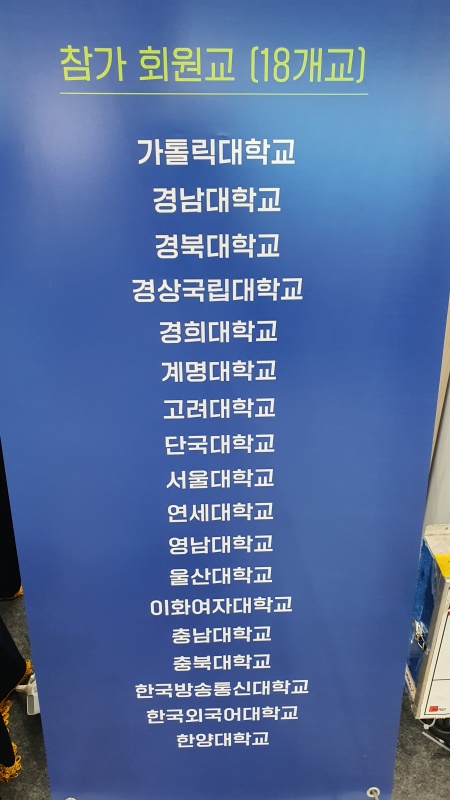 참가 회원교 (18개교)
가톨릭대학교
경남대학교
경북대학교
경상국립대학교
경희대학교
계명대학교
고려대학교
단국대학교
서울대학교
연세대학교
영남대학교
울산대학교
이화여자대학교
충남대학교
충북대학교
한국방송통신대학교
한국외국어대학교
한양대학교